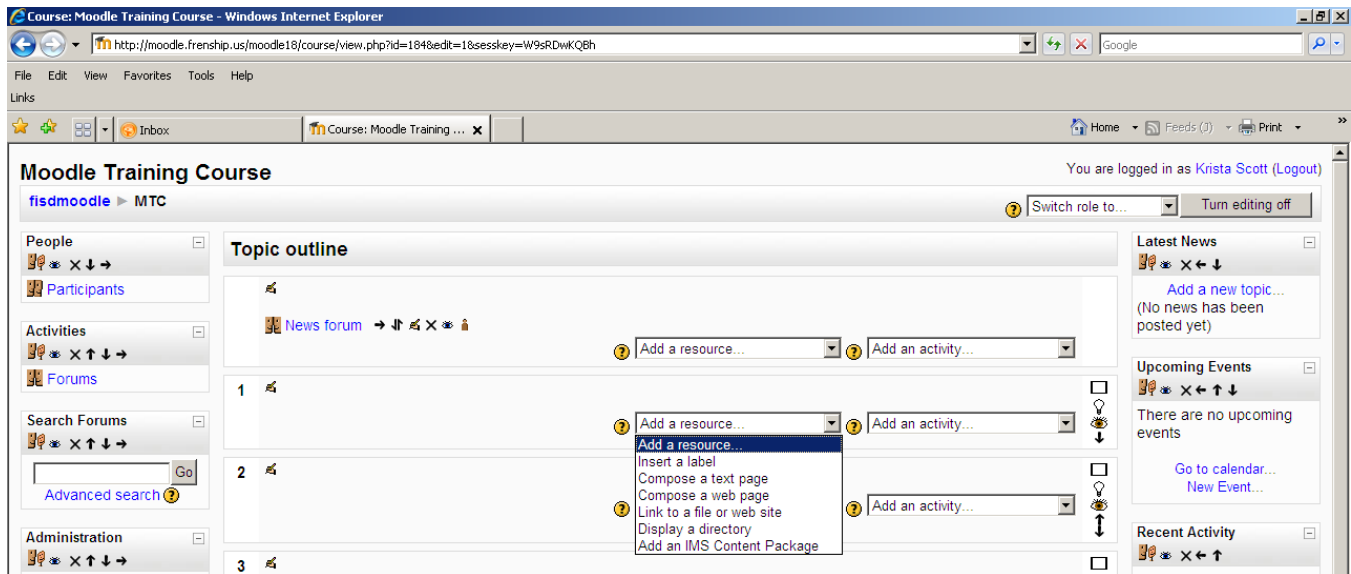 Course: Moodle Training Course - Windows Internet Explorer
http://moodle.frenship.us/moodle18/course/view.php?id=184&edit=1&sesskey=W9sRDwKQBh
Google
File Edit View Favorites Tools Help
Links
Inbox
Course: Moodle Training ...
Home
Feeds (J)
Print
»
Moodle Training Course
You are logged in as Krista Scott (Logout)
fisdmoodle ► MTC
Switch role to...
Turn editing off
People
Participants
Activities
Forums
Search Forums
Go
Advanced search
Administration
Topic outline
News forum
Add a resource...
Add an activity...
1
Add a resource...
Add an activity...
Add a resource...
Insert a label
Compose a text page
Compose a web page
Link to a file or web site
Display a directory
Add an IMS Content Package
2
Add an activity...
3
Latest News
Add a new topic...
(No news has been
posted yet)
Upcoming Events
There are no upcoming
events
Go to calendar...
New Event...
Recent Activity